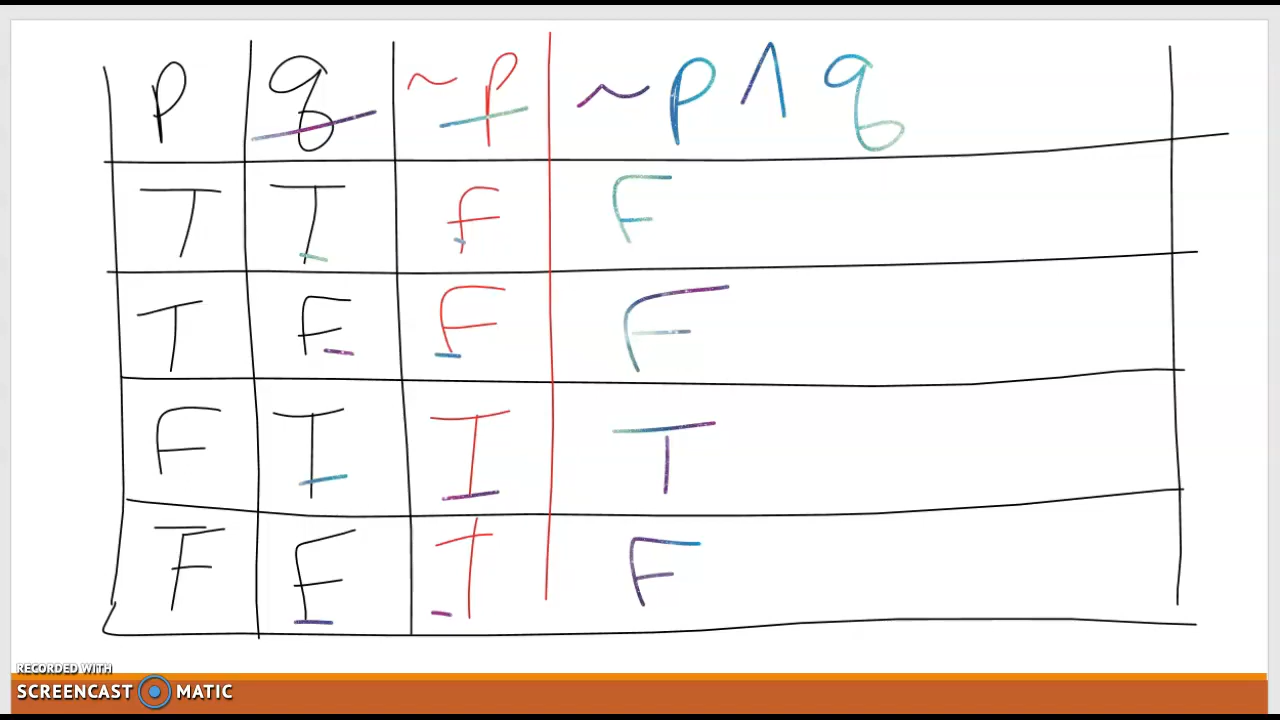 p q ~p ~p ∧ q
T T F F
T F F F
F T T T
F F T F
RECORDED WITH
SCREENCAST MATIC